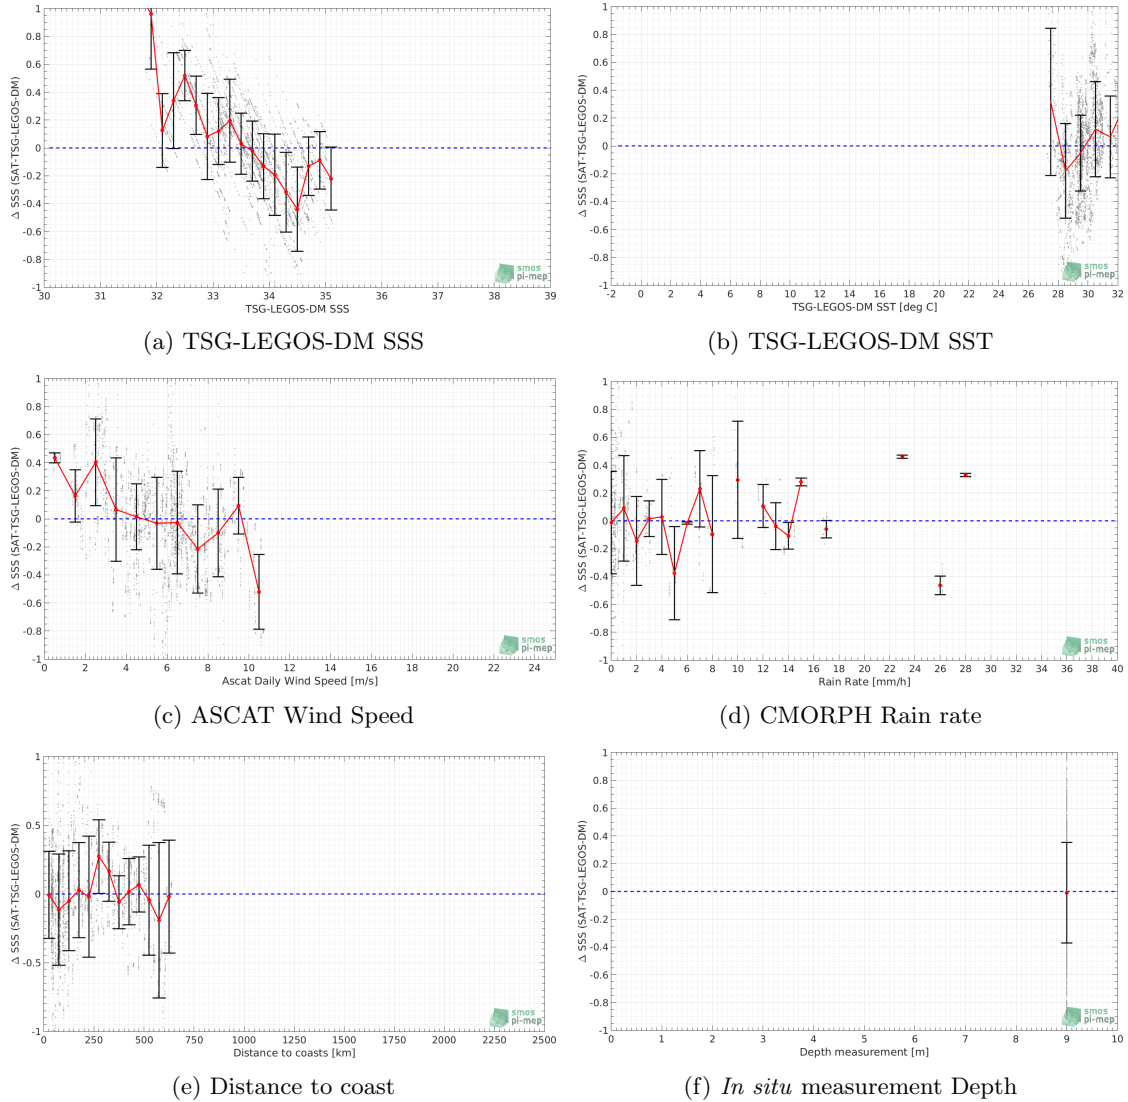 Δ SSS (SAT-TSG-LEGOS-DM)
1
0.8
0.6
0.4
0.2
0
-0.2
-0.4
-0.6
-0.8
-1
30 31 32 33 34 35 36 37 38 39
TSG-LEGOS-DM SSS
smos
pi-mep
(a) TSG-LEGOS-DM SSS
Δ SSS (SAT-TSG-LEGOS-DM)
1
0.8
0.6
0.4
0.2
0
-0.2
-0.4
-0.6
-0.8
-1
-2 0 2 4 6 8 10 12 14 16 18 20 22 24 26 28 30 32
TSG-LEGOS-DM SST [deg C]
smos
pi-mep
(b) TSG-LEGOS-DM SST
Δ SSS (SAT-TSG-LEGOS-DM)
1
0.8
0.6
0.4
0.2
0
-0.2
-0.4
-0.6
-0.8
-1
0 2 4 6 8 10 12 14 16 18 20 22 24
Ascat Daily Wind Speed [m/s]
smos
pi-mep
(c) ASCAT Wind Speed
Δ SSS (SAT-TSG-LEGOS-DM)
1
0.8
0.6
0.4
0.2
0
-0.2
-0.4
-0.6
-0.8
-1
0 2 4 6 8 10 12 14 16 18 20 22 24 26 28 30 32 34 36 38 40
Rain Rate [mm/h]
smos
pi-mep
(d) CMORPH Rain rate
Δ SSS (SAT-TSG-LEGOS-DM)
1
0.5
0
-0.5
-1
0 250 500 750 1000 1250 1500 1750 2000 2250 2500
Distance to coasts [km]
smos
pi-mep
(e) Distance to coast
Δ SSS (SAT-TSG-LEGOS-DM)
1
0.8
0.6
0.4
0.2
0
-0.2
-0.4
-0.6
-0.8
-1
0 1 2 3 4 5 6 7 8 9 10
Depth measurement [m]
smos
pi-mep
(f) In situ measurement Depth